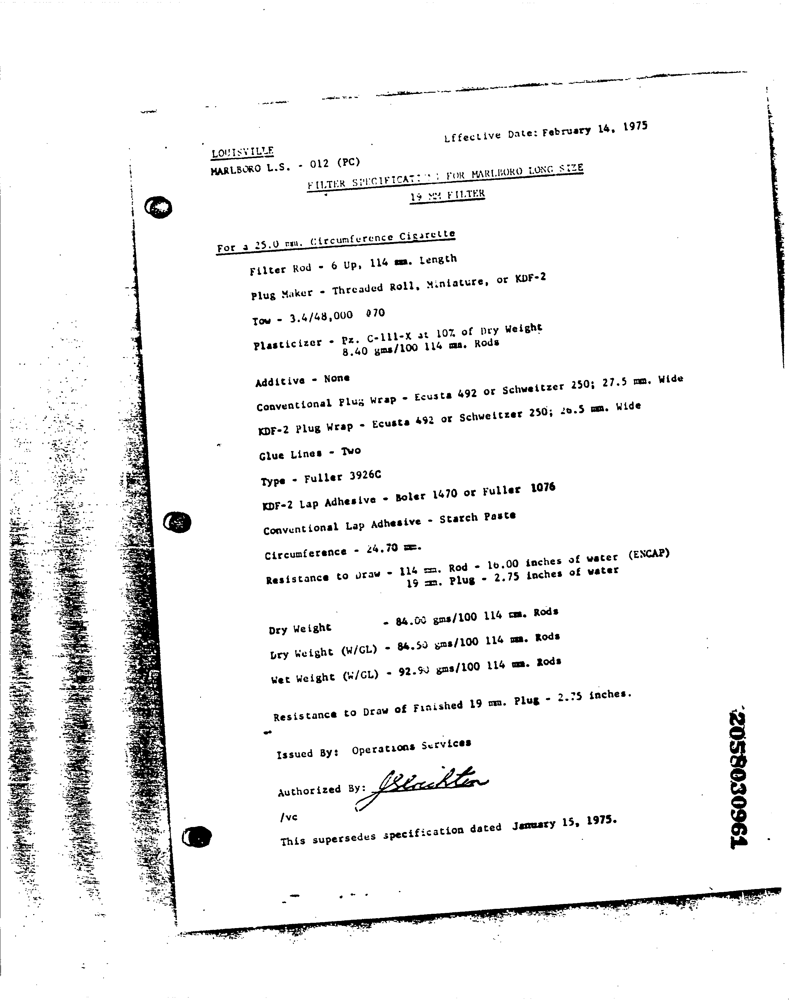 Effective Date: February 14, 1975
LOUISVILLE
MARLBORO L.S. - 012 (PC)
FILTER SPECIFICATIONS FOR MARLBORO LONG SIZE
19 MM FILTER
For a 25.0 mm. Circumference Cigarette
Filter Rod - 6 Up, 114 mm. Length
Plug Maker - Threaded Roll, Miniature, or KDF-2
Tow - 3.4/48,000 #70
Plasticizer - Pz. C-111-X at 10% of Dry Weight
8.40 gms/100 114 mm. Rods
Additive - None
Conventional Plug Wrap - Ecusta 492 or Schweitzer 250; 27.5 mm. Wide
KDF-2 Plug Wrap - Ecusta 492 or Schweitzer 250; 26.5 mm. Wide
Glue Lines - Two
Type - Fuller 3926C
KDF-2 Lap Adhesive - Boler 1470 or Fuller 1076
Conventional Lap Adhesive - Starch Paste
Circumference - 24.70 mm.
Resistance to Draw - 114 mm. Rod - 16.00 inches of water (ENCAP)
19 mm. Plug - 2.75 inches of water
Dry Weight - 84.00 gms/100 114 mm. Rods
Dry Weight (W/GL) - 84.50 gms/100 114 mm. Rods
Wet Weight (W/GL) - 92.90 gms/100 114 mm. Rods
Resistance to Draw of Finished 19 mm. Plug - 2.75 inches.
Issued By: Operations Services
Authorized By:
/vc
This supersedes specification dated January 15, 1975.
2058030961